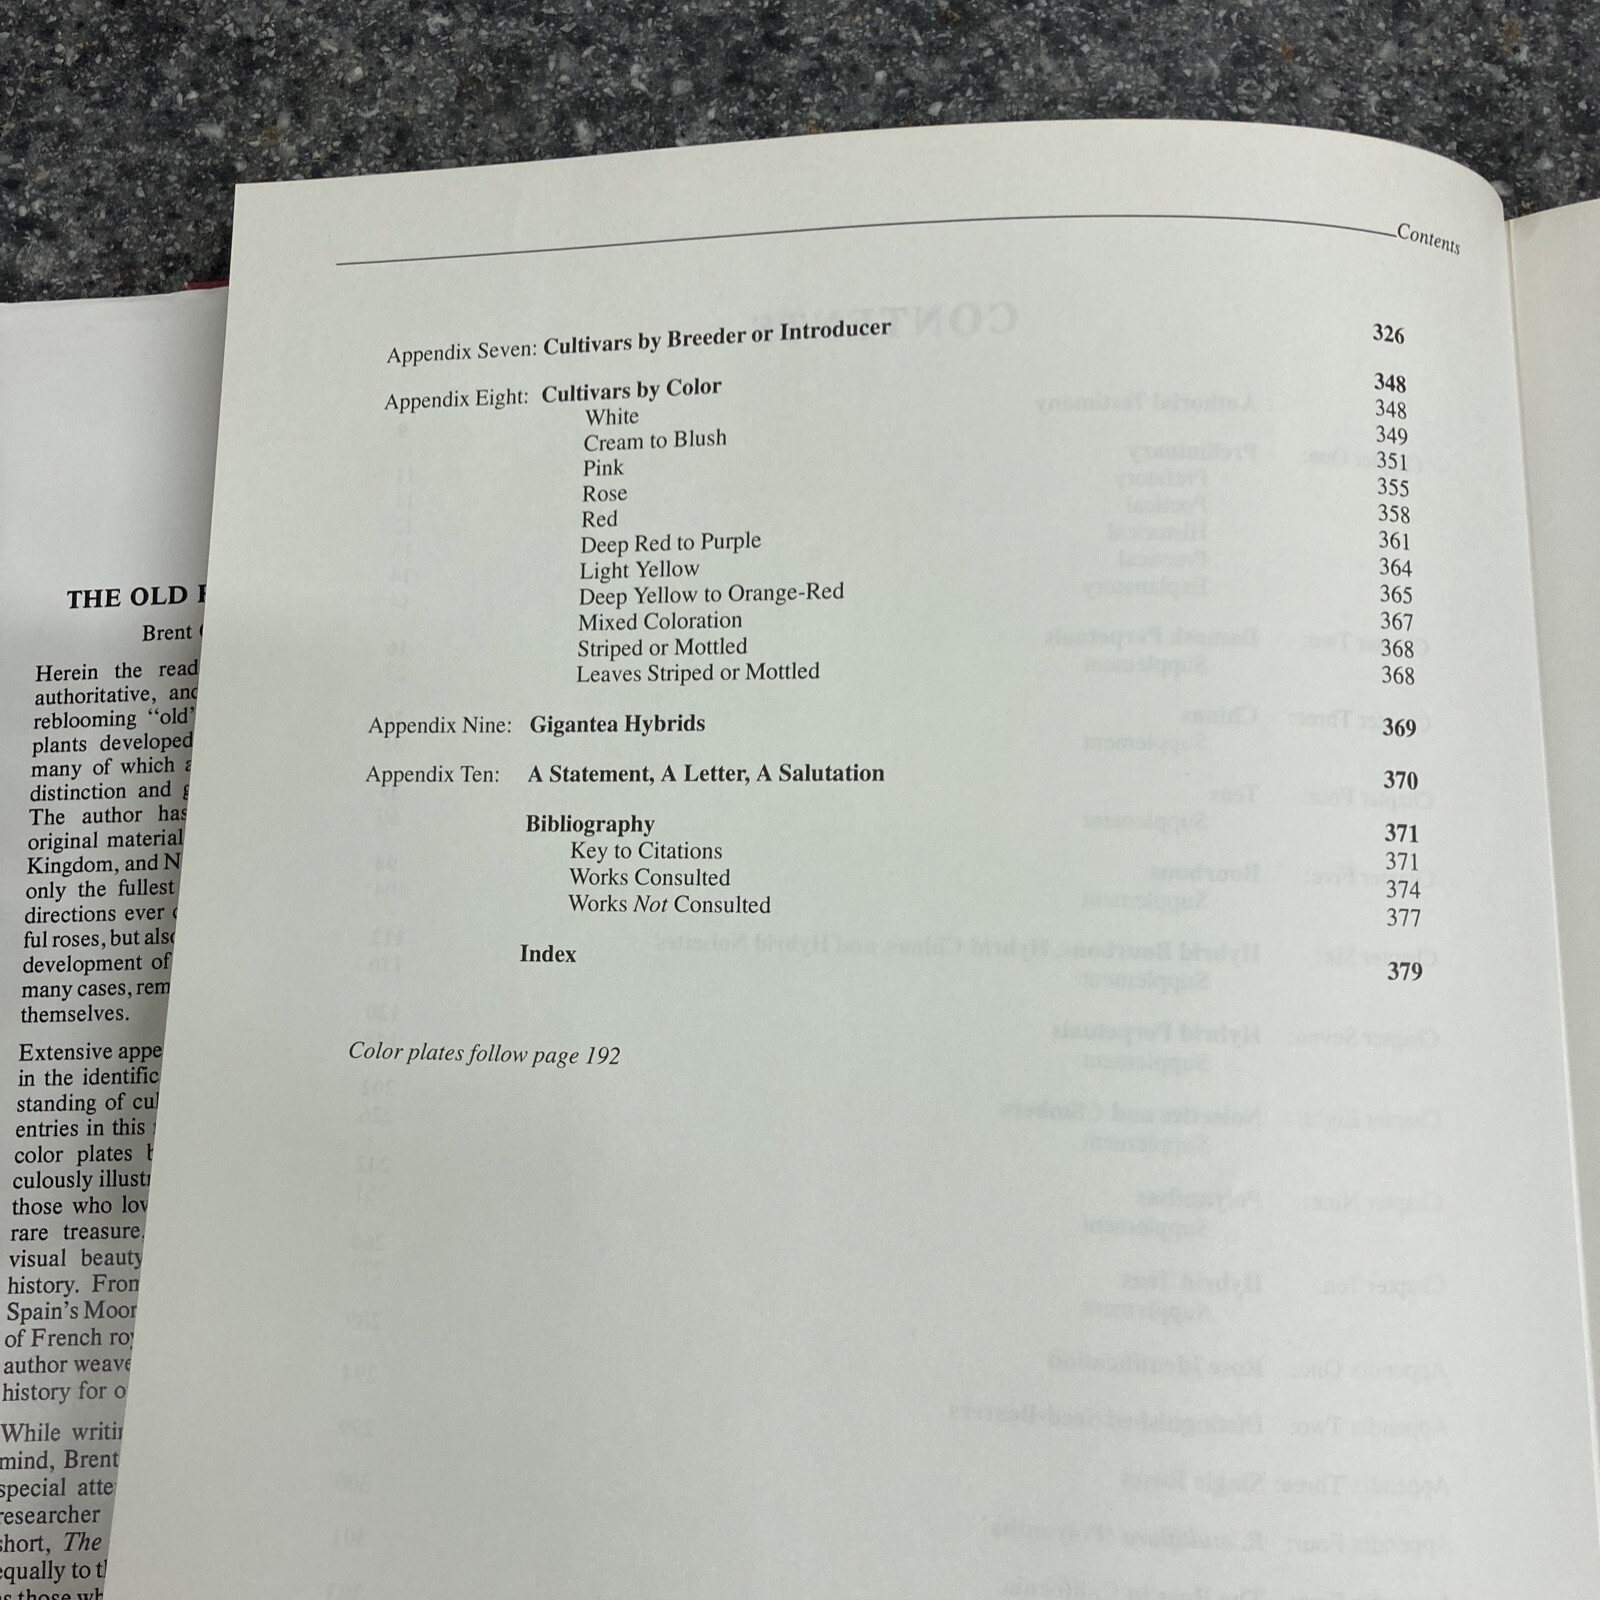 Contents
Appendix Seven: Cultivars by Breeder or Introducer 326
Appendix Eight: Cultivars by Color 348
White 348
Cream to Blush 349
Pink 351
Rose 355
Red 358
Deep Red to Purple 361
Light Yellow 364
Deep Yellow to Orange-Red 365
Mixed Coloration 367
Striped or Mottled 368
Leaves Striped or Mottled 368
Appendix Nine: Gigantea Hybrids 369
Appendix Ten: A Statement, A Letter, A Salutation 370
Bibliography 371
Key to Citations 371
Works Consulted 374
Works Not Consulted 377
Index 379
Color plates follow page 192
THE OLD
Brent
Herein the read
authoritative, and
reblooming “old”
plants developed
many of which
distinction and
The author has
original material
Kingdom, and N
only the fullest
directions ever
ful roses, but also
development of
many cases, rem
themselves.
Extensive appe
in the identific
standing of cul
entries in this
color plates
culously illust
those who lov
rare treasure.
visual beauty
history. From
Spain's Moor
of French ro
author weave
history for o
While writi
mind, Brent
special atte
researcher
short, The
equally to t
those wh